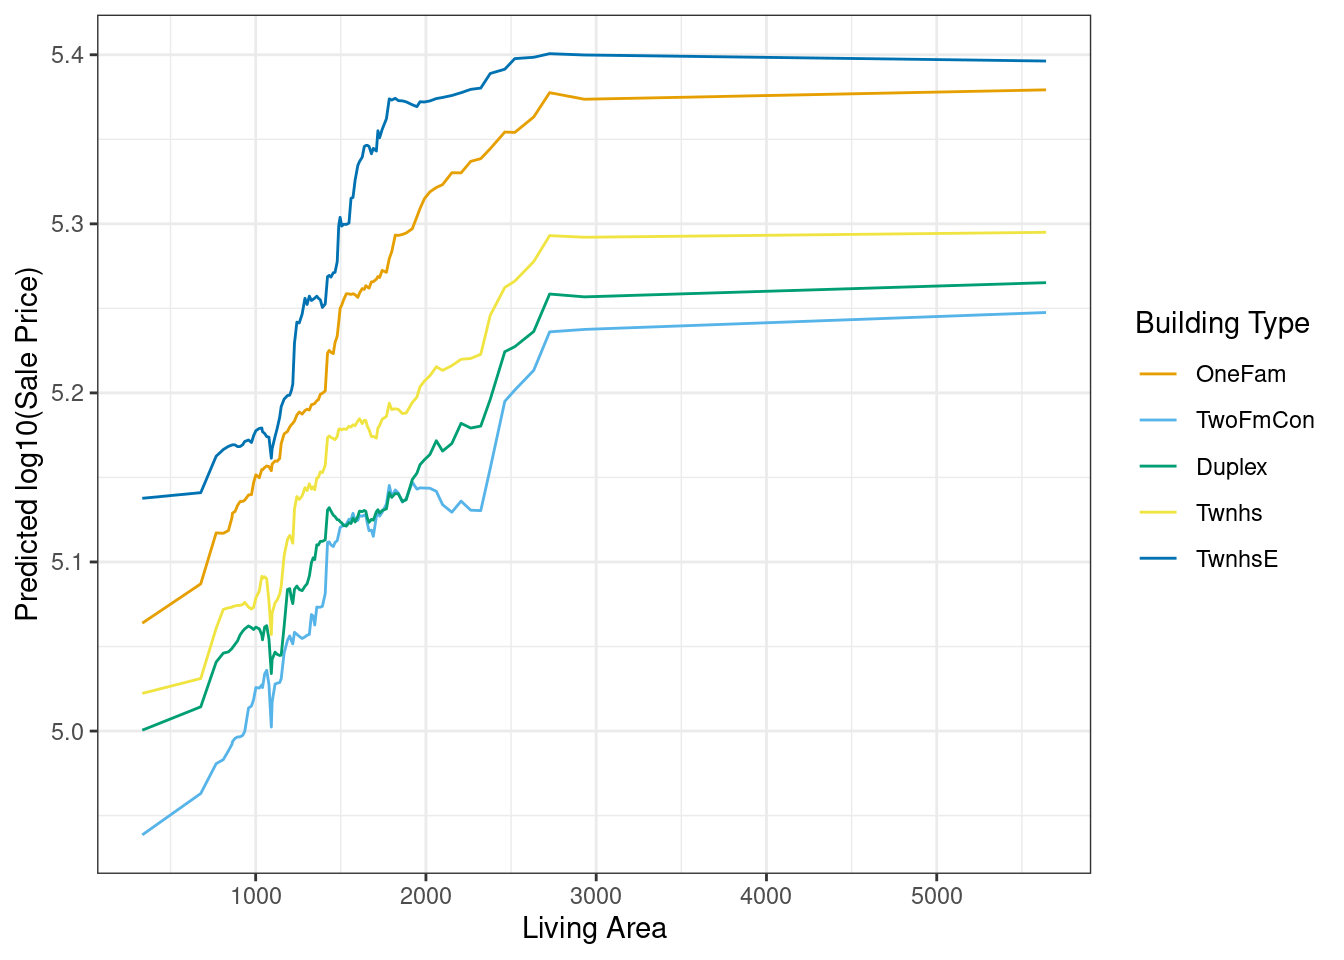 5.4
5.3
5.2
5.1
5.0
Predicted log10(Sale Price)
1000 2000 3000 4000 5000
Living Area
Building Type
OneFam
TwoFmCon
Duplex
Twnhs
TwnhsE